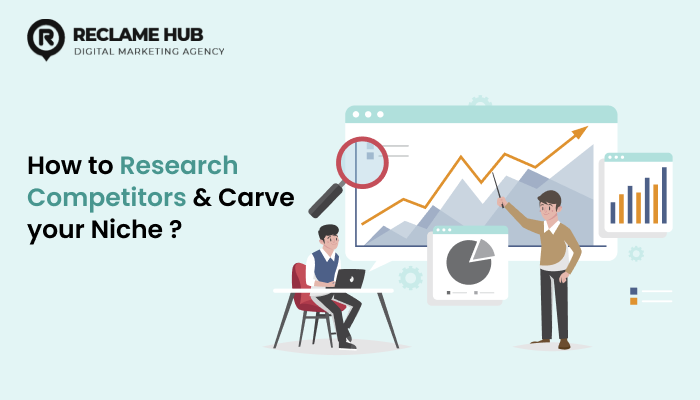 RECLAME HUB
DIGITAL MARKETING AGENCY
How to Research
Competitors & Carve
your Niche ?